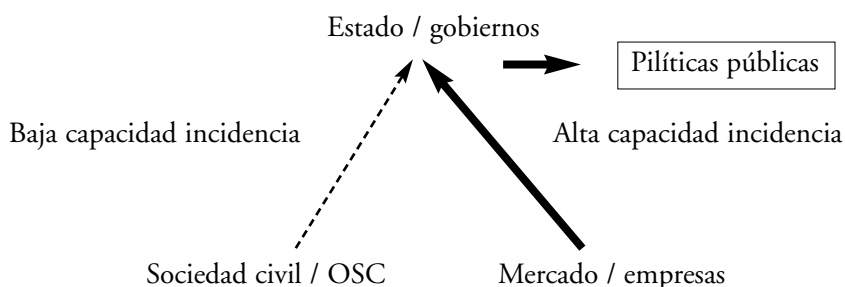 Estado / gobiernos
Pilíticas públicas
Baja capacidad incidencia
Alta capacidad incidencia
Sociedad civil / OSC
Mercado / empresas